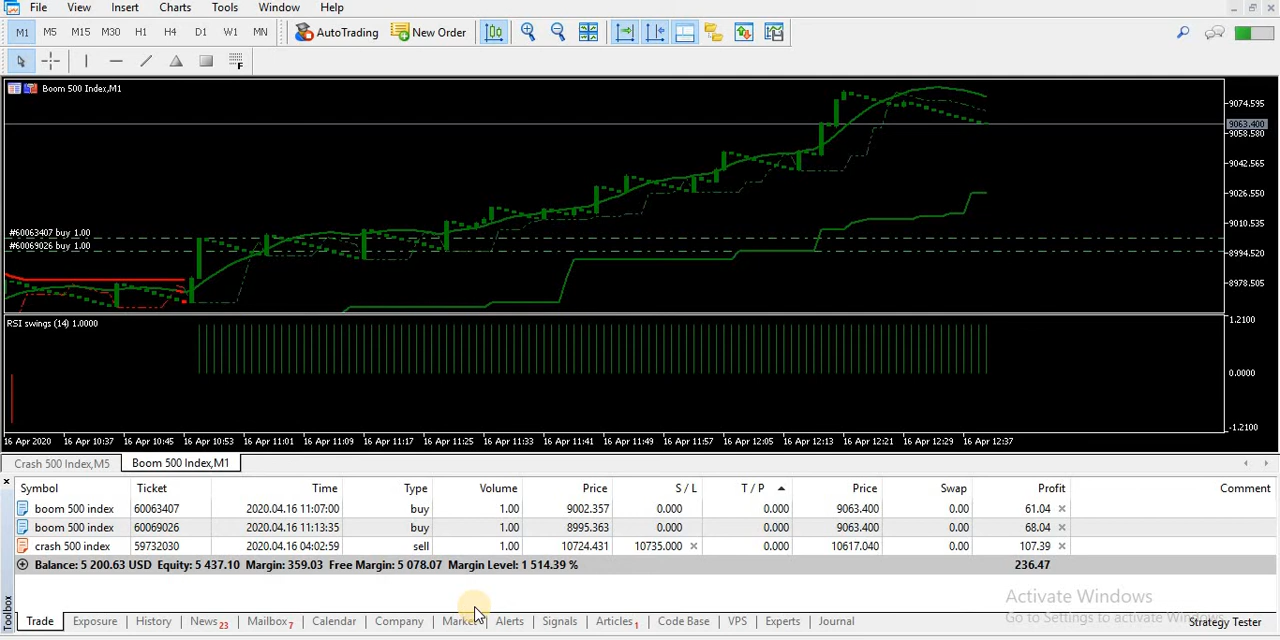 File View Insert Charts Tools Window Help
M1 M5 M15 M30 H1 H4 D1 W1 MN AutoTrading New Order
F
Boom 500 Index,M1
9074.595
9063.400
9058.580
9042.565
9026.550
9010.535
8994.520
8978.505
#60063407 buy 1.00
#60069026 buy 1.00
RSI swings (14) 1.0000
1.2100
0.0000
-1.2100
16 Apr 2020 16 Apr 10:37 16 Apr 10:45 16 Apr 10:53 16 Apr 11:01 16 Apr 11:09 16 Apr 11:17 16 Apr 11:25 16 Apr 11:33 16 Apr 11:41 16 Apr 11:49 16 Apr 11:57 16 Apr 12:05 16 Apr 12:13 16 Apr 12:21 16 Apr 12:29 16 Apr 12:37
Crash 500 Index,M5 Boom 500 Index,M1
Symbol Ticket Time Type Volume Price S / L T / P Price Swap Profit Comment
boom 500 index 60063407 2020.04.16 11:07:00 buy 1.00 9002.357 0.000 0.000 9063.400 0.00 61.04
boom 500 index 60069026 2020.04.16 11:13:35 buy 1.00 8995.363 0.000 0.000 9063.400 0.00 68.04
crash 500 index 59732030 2020.04.16 04:02:59 sell 1.00 10724.431 10735.000 0.000 10617.040 0.00 107.39
Balance: 5 200.63 USD Equity: 5 437.10 Margin: 359.03 Free Margin: 5 078.07 Margin Level: 1 514.39 % 236.47
Activate Windows
Go to Settings to activate Windows.
Toolbox
Trade Exposure History News 23 Mailbox 7 Calendar Company Market Alerts Signals Articles 1 Code Base VPS Experts Journal Strategy Tester